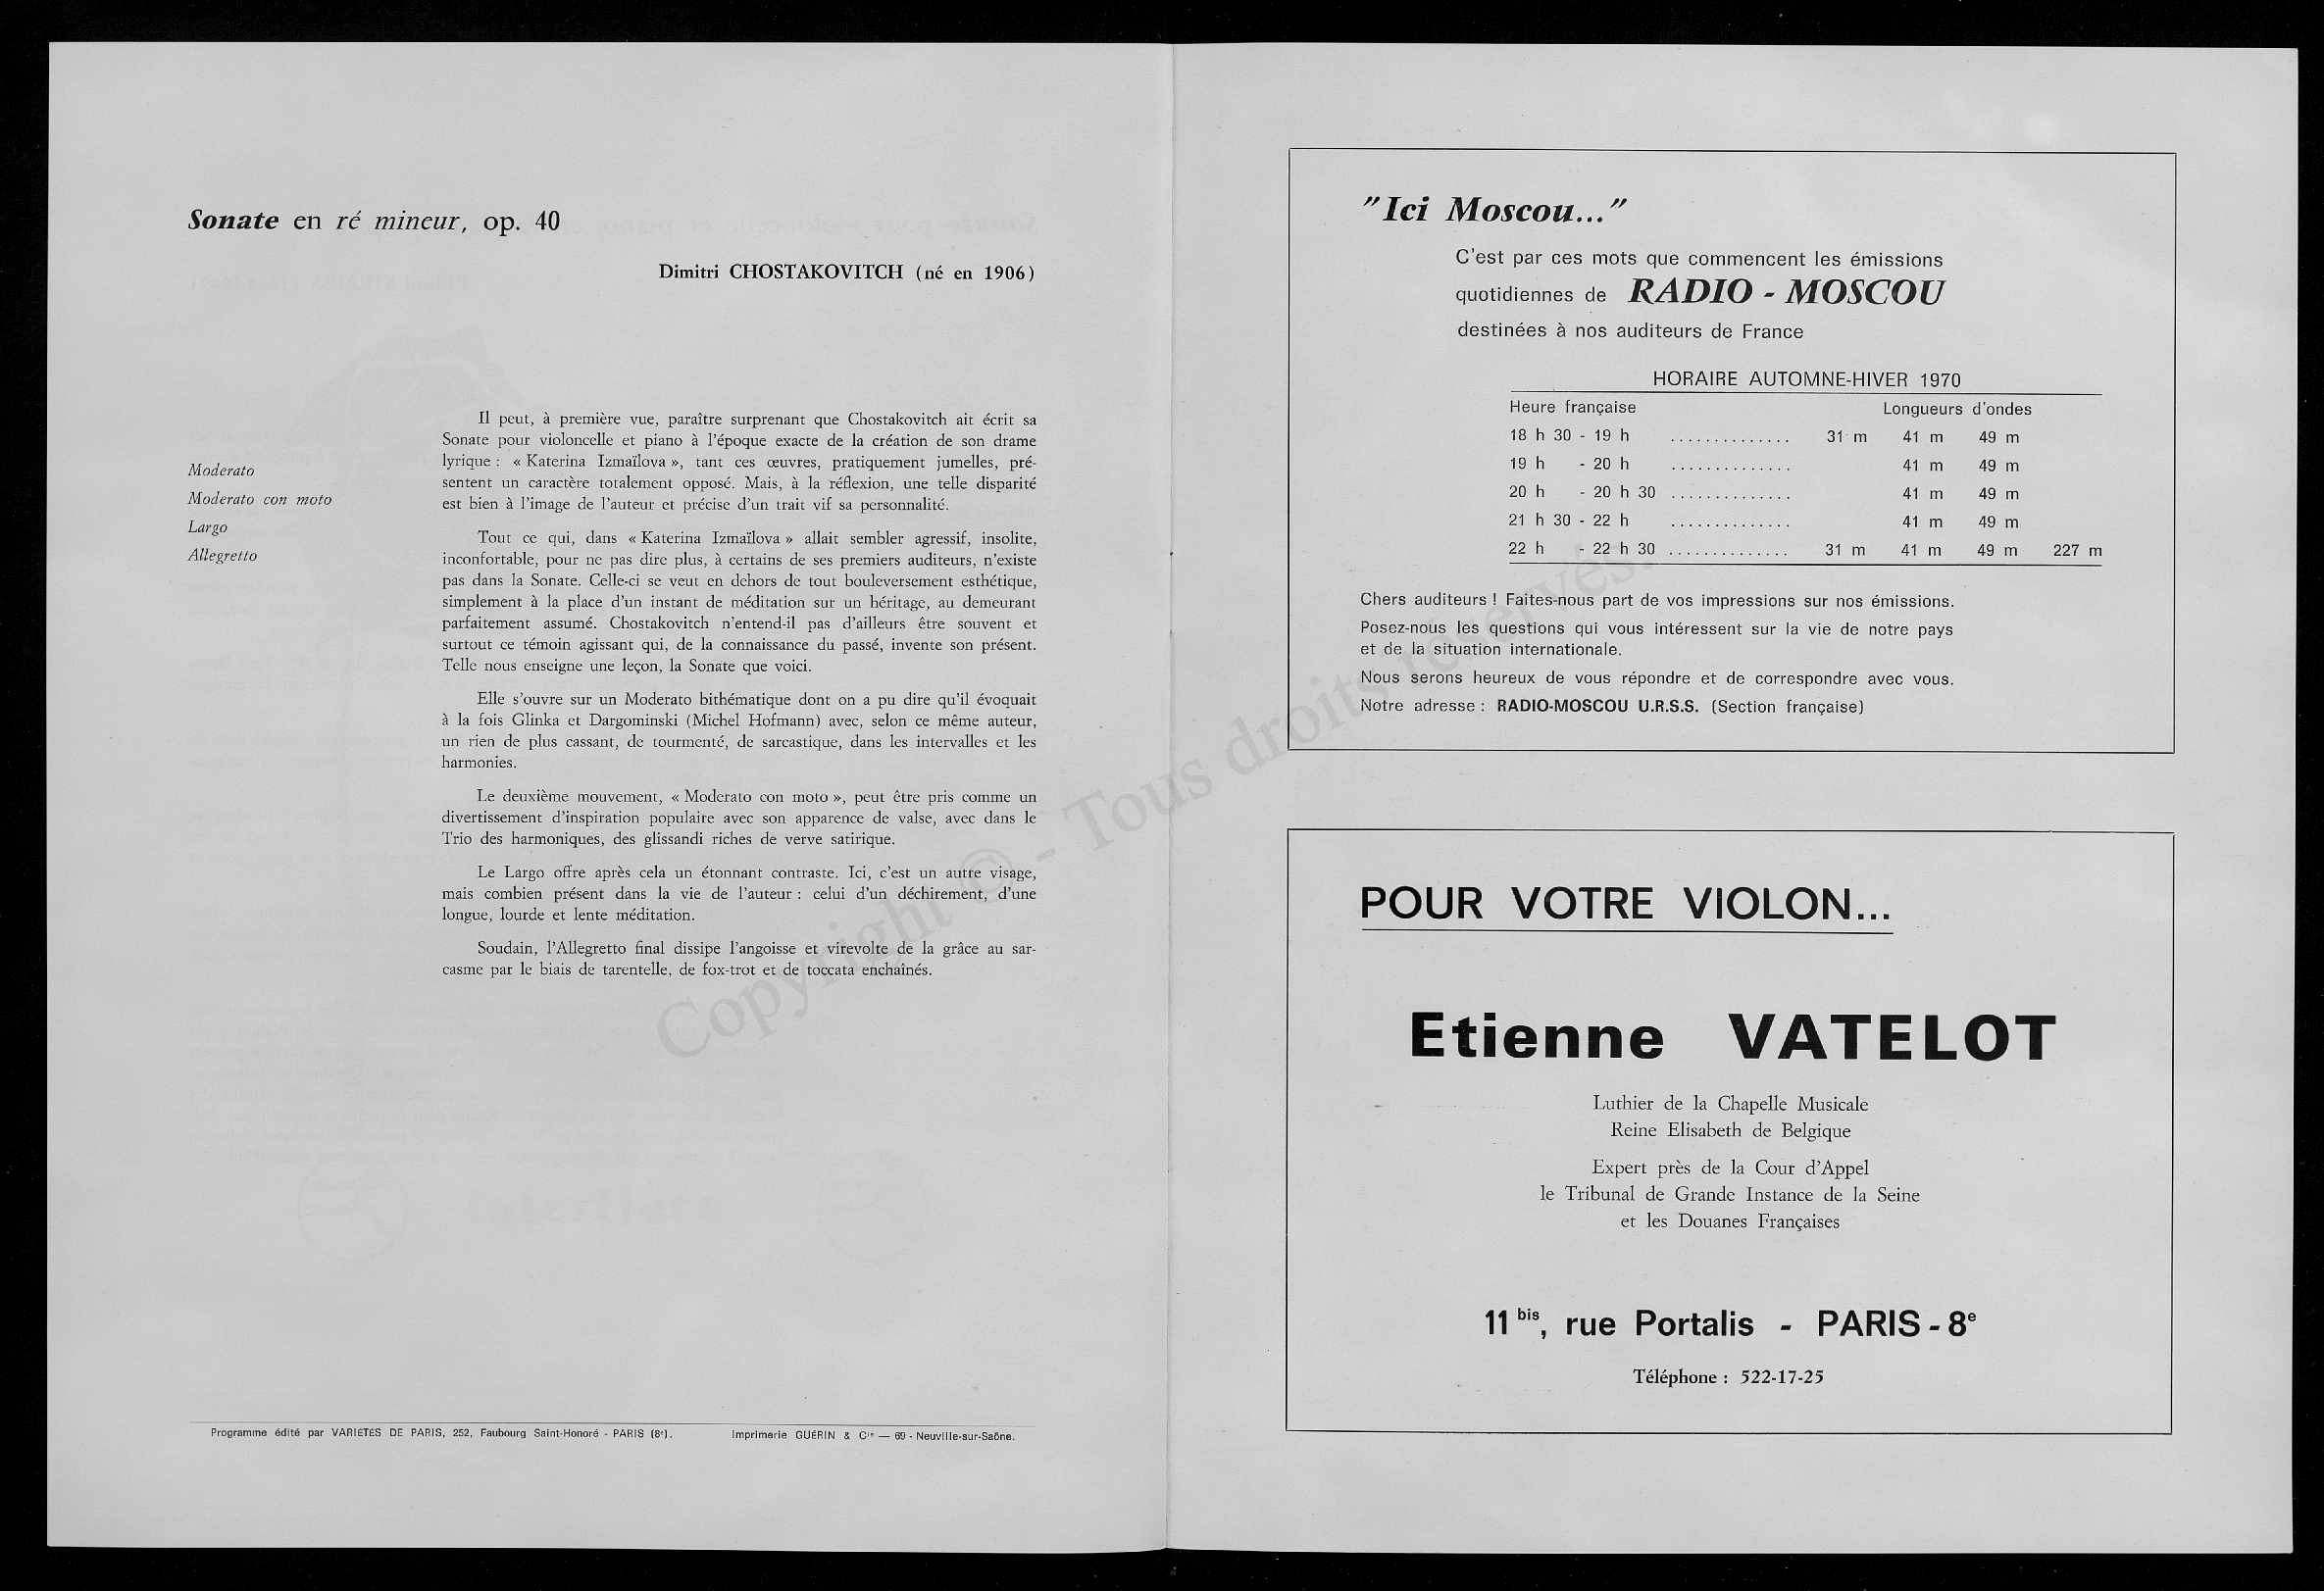 Sonate en ré mineur, op. 40
Dimitri CHOSTAKOVITCH (né en 1906)
Moderato
Moderato con moto
Largo
Allegretto
Il peut, à première vue, paraître surprenant que Chostakovitch ait écrit sa
Sonate pour violoncelle et piano à l'époque exacte de la création de son drame
lyrique : « Katerina Izmaïlova », tant ces œuvres, pratiquement jumelles, pré-
sentent un caractère totalement opposé. Mais, à la réflexion, une telle disparité
est bien à l'image de l'auteur et précise d'un trait vif sa personnalité.
Tout ce qui, dans « Katerina Izmaïlova » allait sembler agressif, insolite,
inconfortable, pour ne pas dire plus, à certains de ses premiers auditeurs, n'existe
pas dans la Sonate. Celle-ci se veut en dehors de tout bouleversement esthétique,
simplement à la place d'un instant de méditation sur un héritage, au demeurant
parfaitement assumé. Chostakovitch n'entend-il pas d'ailleurs être souvent et
surtout ce témoin agissant qui, de la connaissance du passé, invente son présent.
Telle nous enseigne une leçon, la Sonate que voici.
Elle s'ouvre sur un Moderato bithématique dont on a pu dire qu'il évoquait
à la fois Glinka et Dargominski (Michel Hofmann) avec, selon ce même auteur,
un rien de plus cassant, de tourmenté, de sarcastique, dans les intervalles et les
harmonies.
Le deuxième mouvement, « Moderato con moto », peut être pris comme un
divertissement d'inspiration populaire avec son apparence de valse, avec dans le
Trio des harmoniques, des glissandi riches de verve satirique.
Le Largo offre après cela un étonnant contraste. Ici, c'est un autre visage,
mais combien présent dans la vie de l'auteur : celui d'un déchirement, d'une
longue, lourde et lente méditation.
Soudain, l'Allegretto final dissipe l'angoisse et virevolte de la grâce au sar-
casme par le biais de tarentelle, de fox-trot et de toccata enchaînés.
Programme édité par VARIÉTÉS DE PARIS, 252, Faubourg Saint-Honoré - PARIS (8e). Imprimerie GUÉRIN & Cie — 69 - Neuville-sur-Saône.
"Ici Moscou..."
C'est par ces mots que commencent les émissions
quotidiennes de RADIO - MOSCOU
destinées à nos auditeurs de France
HORAIRE AUTOMNE-HIVER 1970
Heure française Longueurs d'ondes
18 h 30 - 19 h .............. 31 m 41 m 49 m
19 h - 20 h .............. 41 m 49 m
20 h - 20 h 30 .............. 41 m 49 m
21 h 30 - 22 h .............. 41 m 49 m
22 h - 22 h 30 .............. 31 m 41 m 49 m 227 m
Chers auditeurs ! Faites-nous part de vos impressions sur nos émissions.
Posez-nous les questions qui vous intéressent sur la vie de notre pays
et de la situation internationale.
Nous serons heureux de vous répondre et de correspondre avec vous.
Notre adresse : RADIO-MOSCOU U.R.S.S. (Section française)
POUR VOTRE VIOLON...
Etienne VATELOT
Luthier de la Chapelle Musicale
Reine Elisabeth de Belgique
Expert près de la Cour d'Appel
le Tribunal de Grande Instance de la Seine
et les Douanes Françaises
11 bis, rue Portalis - PARIS - 8e
Téléphone : 522-17-25
Copyright © - Tous droits réservés.